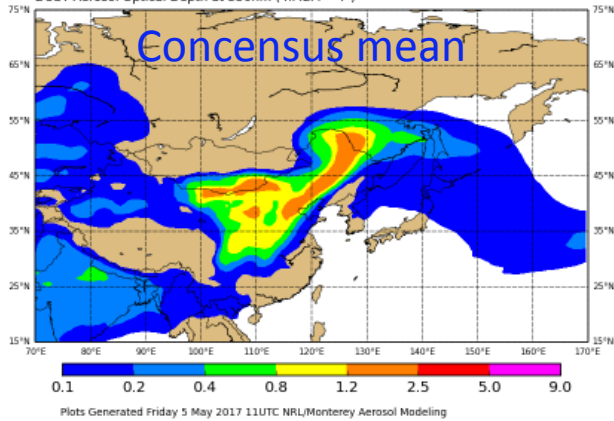 Concensus mean
75°N 75°N
65°N 65°N
55°N 55°N
45°N 45°N
35°N 35°N
25°N 25°N
15°N 15°N
70°E 80°E 90°E 100°E 110°E 120°E 130°E 140°E 150°E 160°E 170°E
0.1 0.2 0.4 0.8 1.2 2.5 5.0 9.0
Plots Generated Friday 5 May 2017 11UTC NRL/Monterey Aerosol Modeling